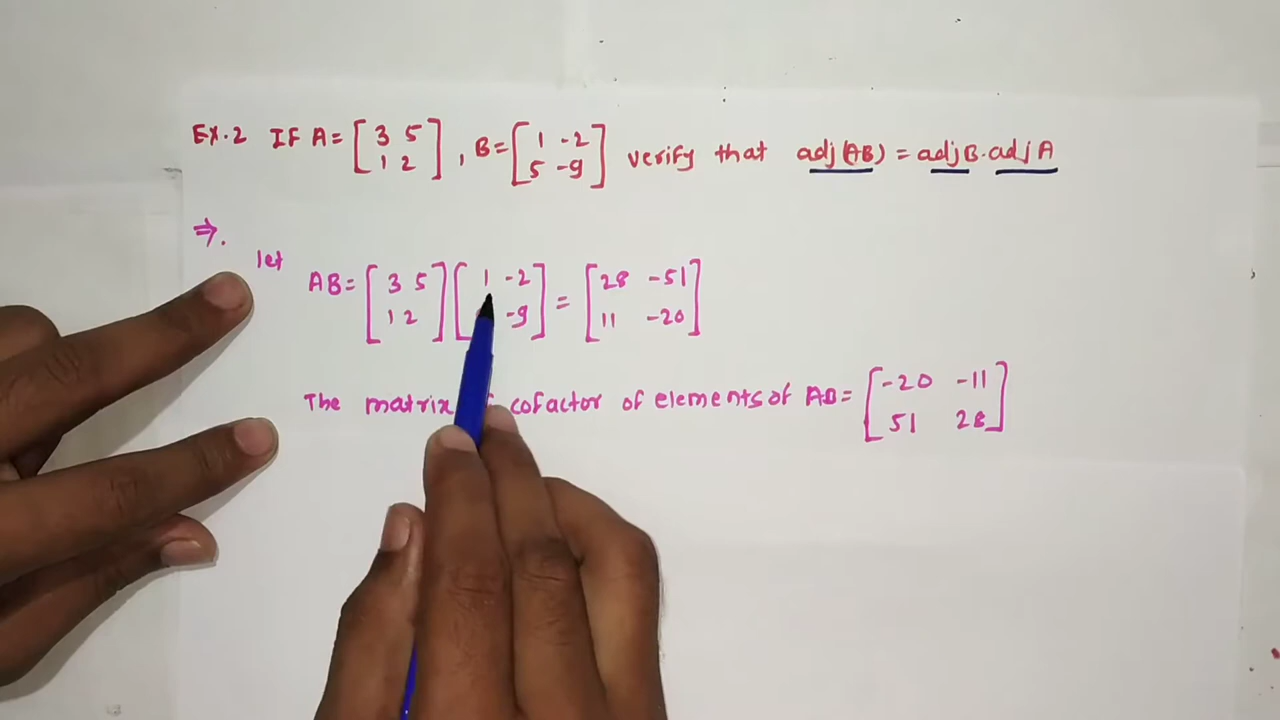 EX.2 IF A = [3 5 , B = [1 -2 verify that adj(AB) = adjB.adj A
1 2] 5 -9]
⇒.
let
AB = [3 5 [1 -2 = [28 -51
1 2] -9] 11 -20]
The matrix cofactor of elements of AB = [-20 -11
51 28]